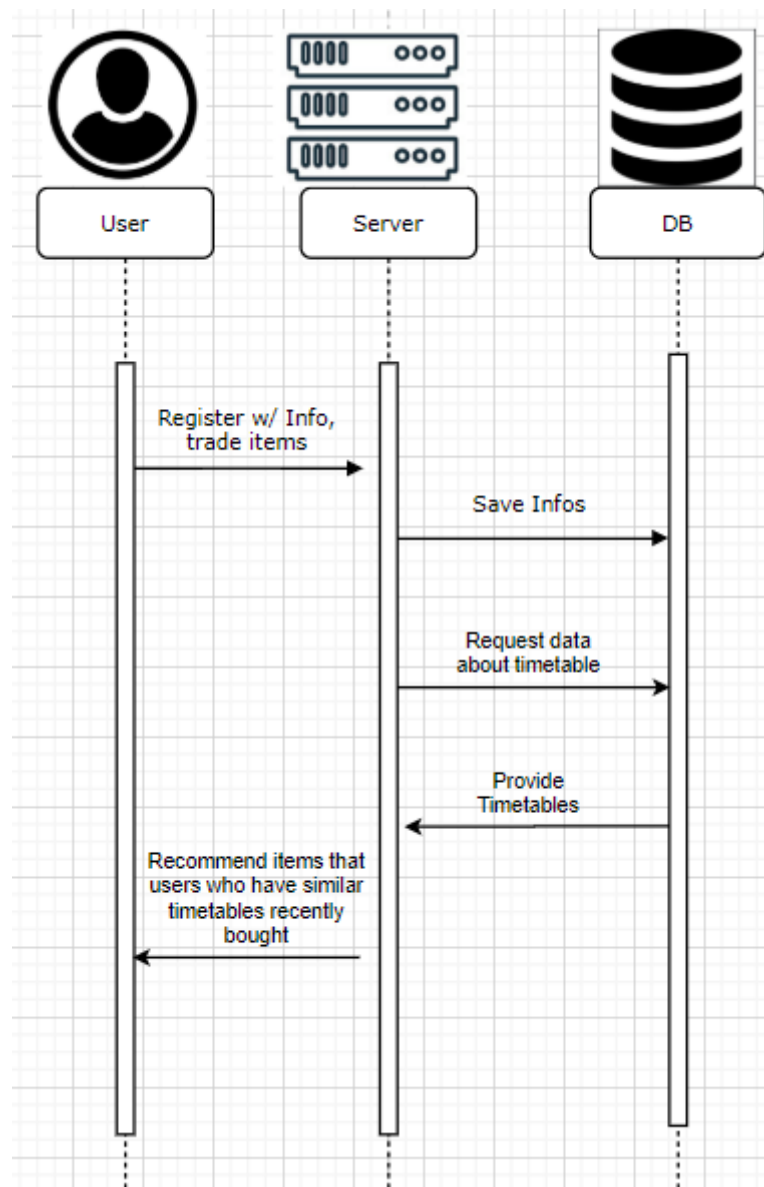 User
Server
DB
Register w/ Info,
trade items
Save Infos
Request data
about timetable
Provide
Timetables
Recommend items that
users who have similar
timetables recently
bought